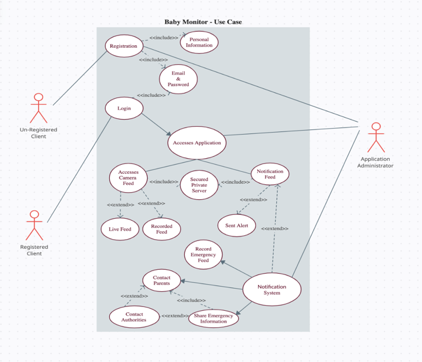 Baby Monitor - Use Case
Registration
<<include>>
Personal
Information
<<include>>
Email
&
Password
<<include>>
Login
Un-Registered
Client
Accesses Application
Application
Administrator
Accesses
Camera
Feed
<<include>>
Secured
Private
Server
<<include>>
Notification
Feed
<<extend>>
<<extend>>
<<extend>>
Live Feed
Recorded
Feed
Sent Alert
<<extend>>
Registered
Client
Record
Emergency
Feed
Contact
Parents
Notification
System
<<extend>>
<<include>>
Contact
Authorities
<<extend>>
Share Emergency
Information